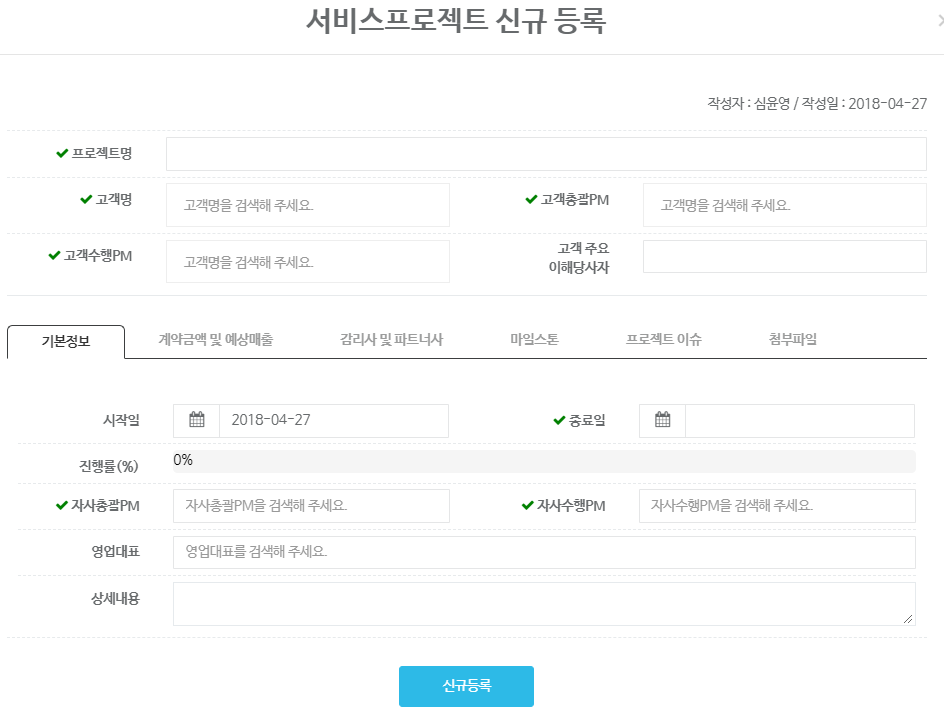 서비스프로젝트 신규 등록
작성자 : 심윤영 / 작성일 : 2018-04-27
프로젝트명
고객명 고객명을 검색해 주세요. 고객총괄PM 고객명을 검색해 주세요.
고객수행PM 고객명을 검색해 주세요. 고객 주요
이해당사자
기본정보 계약금액 및 예상매출 감리사 및 파트너사 마일스톤 프로젝트 이슈 첨부파일
시작일 2018-04-27 종료일
진행률(%) 0%
자사총괄PM 자사총괄PM을 검색해 주세요. 자사수행PM 자사수행PM을 검색해 주세요.
영업대표 영업대표를 검색해 주세요.
상세내용
신규등록